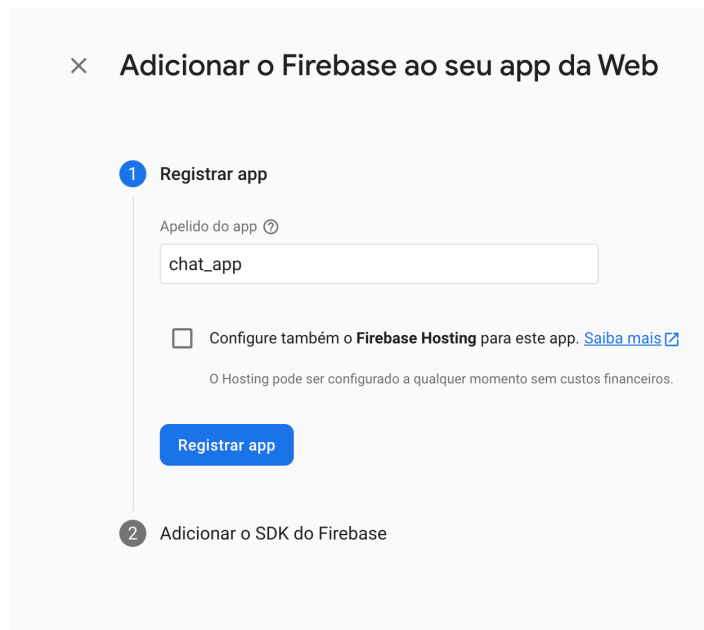 Adicionar o Firebase ao seu app da Web
1 Registrar app
Apelido do app
chat_app
Configure também o Firebase Hosting para este app. Saiba mais
O Hosting pode ser configurado a qualquer momento sem custos financeiros.
Registrar app
2 Adicionar o SDK do Firebase